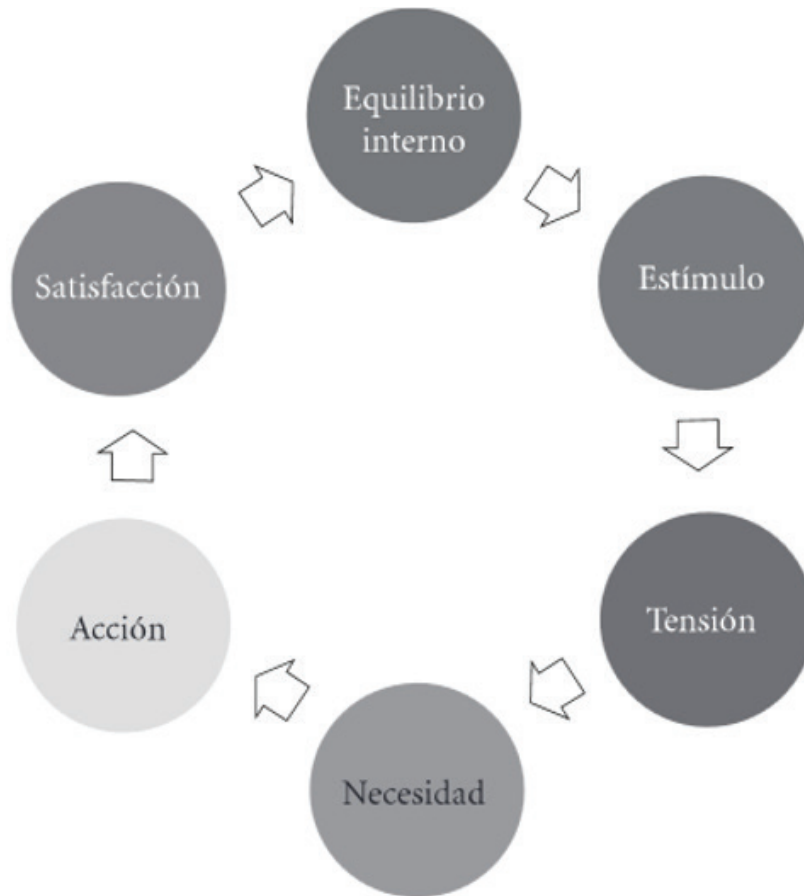 Equilibrio
interno
Estímulo
Tensión
Necesidad
Acción
Satisfacción